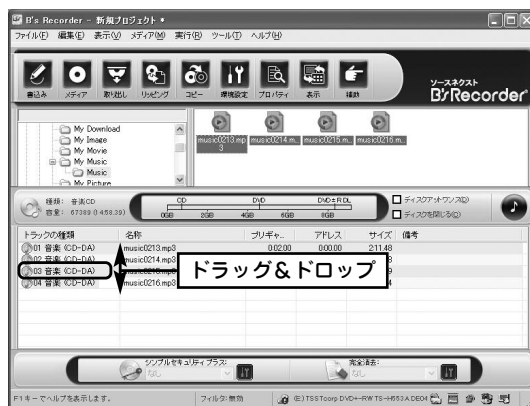 B's Recorder - 新規プロジェクト *
ファイル(F) 編集(E) 表示(V) メディア(M) 実行(R) ツール(T) ヘルプ(H)
書込み メディア 取り出し リッピング コピー 環境設定 プロパティ 表示 補助
ソースネクスト
B's Recorder
My Download
My Image
My Movie
My Music
Music
My Picture
music0213.mp3 music0214.m... music0215.m... music0216.m...
種類: 音楽CD
容量: 67389 (14:58.39)
CD DVD DVD±R DL
0GB 2GB 4GB 6GB 8GB
ディスクアットワンス(D)
ディスクを閉じる(C)
トラックの種類 名称 プリギャ... アドレス サイズ 備考
01 音楽 (CD-DA) music0213.mp3 0:02.00 0:00.00 2:11.48
02 音楽 (CD-DA) music0214.mp3
03 音楽 (CD-DA)
04 音楽 (CD-DA) music0216.mp3
ドラッグ&ドロップ
シンプルセキュリティプラス: なし
完全消去: なし
F1キーでヘルプを表示します。 フィルタ: 無効 (E:) TSSTcorp DVD+-RW TS-H553A DE04